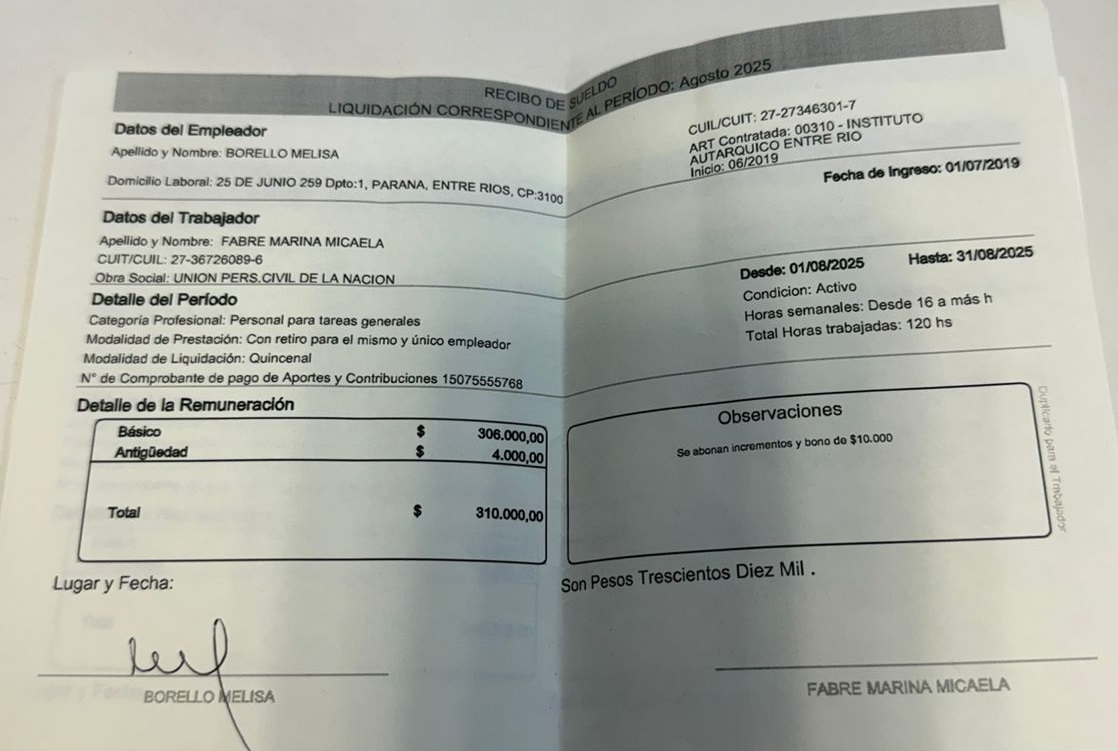 RECIBO DE SUELDO
LIQUIDACIÓN CORRESPONDIENTE AL PERÍODO: Agosto 2025
Datos del Empleador
Apellido y Nombre: BORELLO MELISA
CUIL/CUIT: 27-27346301-7
ART Contratada: 00310 - INSTITUTO
AUTARQUICO ENTRE RIO
Inicio: 06/2019
Domicilio Laboral: 25 DE JUNIO 259 Dpto:1, PARANA, ENTRE RIOS, CP:3100
Fecha de Ingreso: 01/07/2019
Datos del Trabajador
Apellido y Nombre: FABRE MARINA MICAELA
CUIT/CUIL: 27-36726089-6
Obra Social: UNION PERS.CIVIL DE LA NACION
Detalle del Período
Desde: 01/08/2025 Hasta: 31/08/2025
Categoría Profesional: Personal para tareas generales
Condicion: Activo
Modalidad de Prestación: Con retiro para el mismo y único empleador
Horas semanales: Desde 16 a más h
Modalidad de Liquidación: Quincenal
Total Horas trabajadas: 120 hs
N° de Comprobante de pago de Aportes y Contribuciones 15075555768
Detalle de la Remuneración
Básico $ 306.000,00
Antigüedad $ 4.000,00
Total $ 310.000,00
Observaciones
Se abonan incrementos y bono de $10.000
Duplicado para el Trabajador
Lugar y Fecha:
Son Pesos Trescientos Diez Mil .
BORELLO MELISA
FABRE MARINA MICAELA